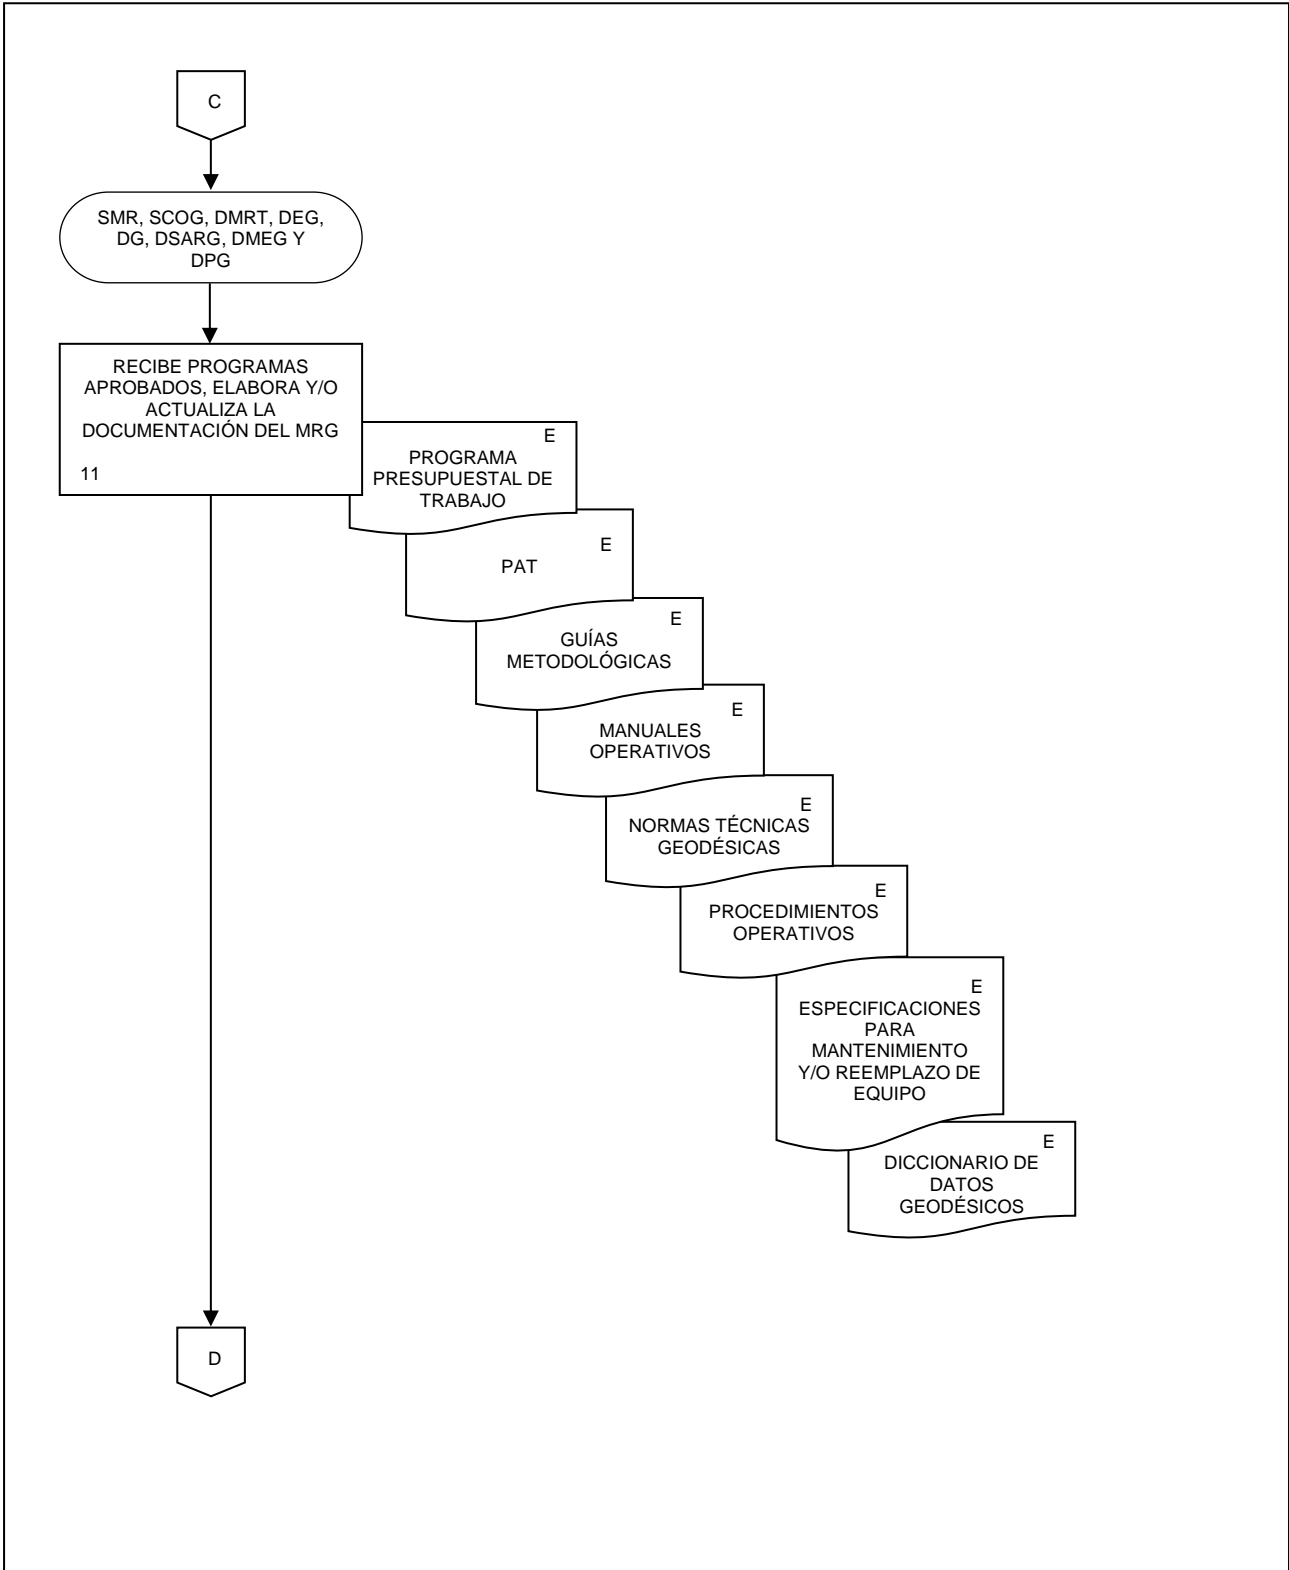 C
SMR, SCOG, DMRT, DEG,
DG, DSARG, DMEG Y
DPG
RECIBE PROGRAMAS
APROBADOS, ELABORA Y/O
ACTUALIZA LA
DOCUMENTACIÓN DEL MRG
11
E
PROGRAMA
PRESUPUESTAL DE
TRABAJO
E
PAT
E
GUÍAS
METODOLÓGICAS
E
MANUALES
OPERATIVOS
E
NORMAS TÉCNICAS
GEODÉSICAS
E
PROCEDIMIENTOS
OPERATIVOS
E
ESPECIFICACIONES
PARA
MANTENIMIENTO
Y/O REEMPLAZO DE
EQUIPO
E
DICCIONARIO DE
DATOS
GEODÉSICOS
D